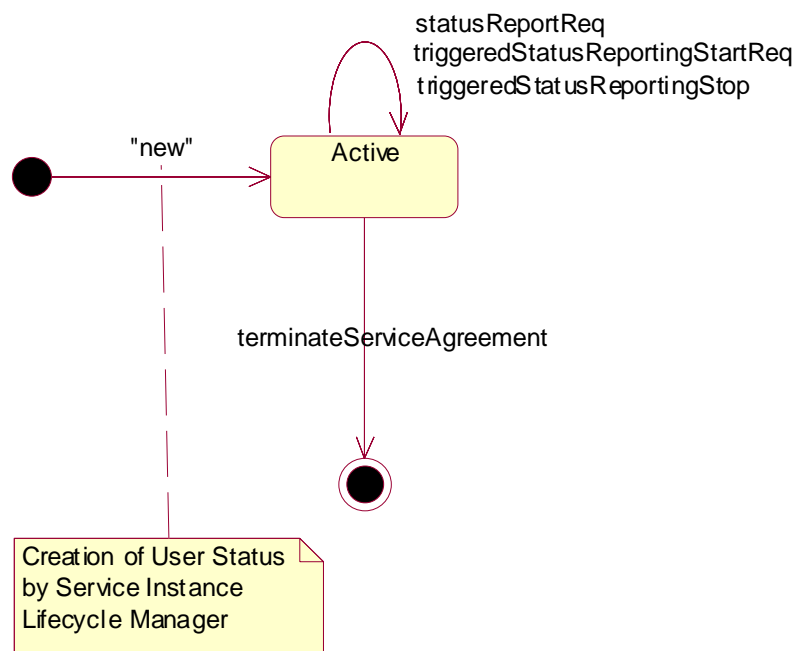 statusReportReq
triggeredStatusReportingStartReq
triggeredStatusReportingStop
"new"
Active
terminateServiceAgreement
Creation of User Status
by Service Instance
Lifecycle Manager